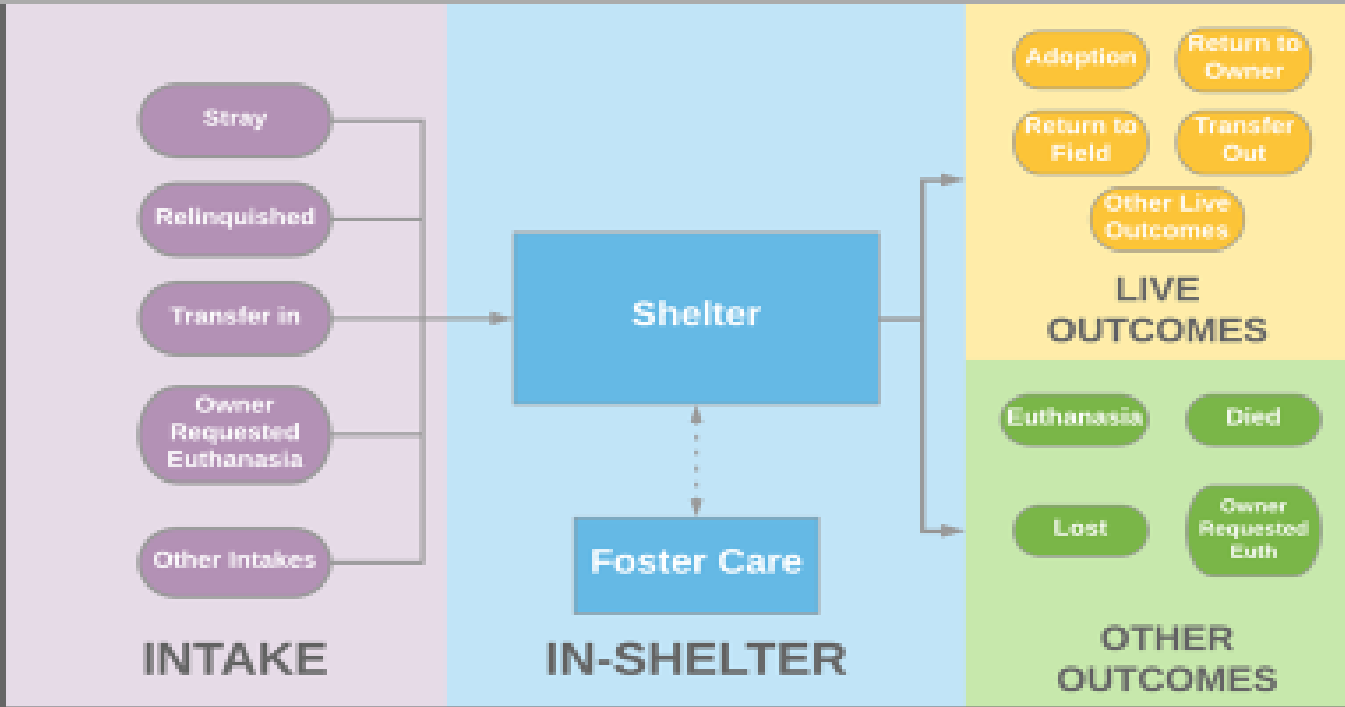 Stray
Relinquished
Transfer in
Owner
Requested
Euthanasia
Other Intakes
INTAKE
Shelter
Foster Care
IN-SHELTER
Adoption
Return to
Owner
Return to
Field
Transfer
Out
Other Live
Outcomes
LIVE
OUTCOMES
Euthanasia
Died
Lost
Owner
Requested
Euth
OTHER
OUTCOMES